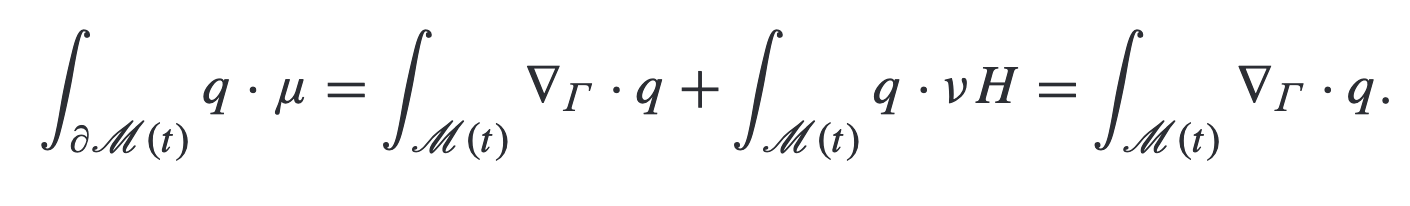 ∫_{∂ℳ(t)} q · μ = ∫_{ℳ(t)} ∇_Γ · q + ∫_{ℳ(t)} q · νH = ∫_{ℳ(t)} ∇_Γ · q.